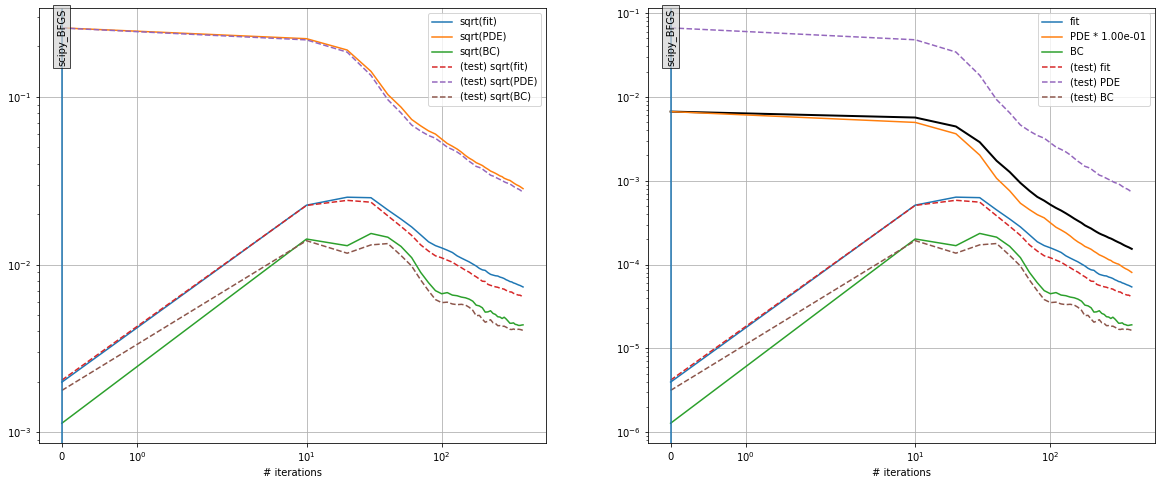 scipy_BFGS
sqrt(fit)
sqrt(PDE)
sqrt(BC)
(test) sqrt(fit)
(test) sqrt(PDE)
(test) sqrt(BC)
10⁻¹
10⁻²
10⁻³
0
10⁰
10¹
10²
# iterations
scipy_BFGS
fit
PDE * 1.00e-01
BC
(test) fit
(test) PDE
(test) BC
10⁻¹
10⁻²
10⁻³
10⁻⁴
10⁻⁵
10⁻⁶
0
10⁰
10¹
10²
# iterations